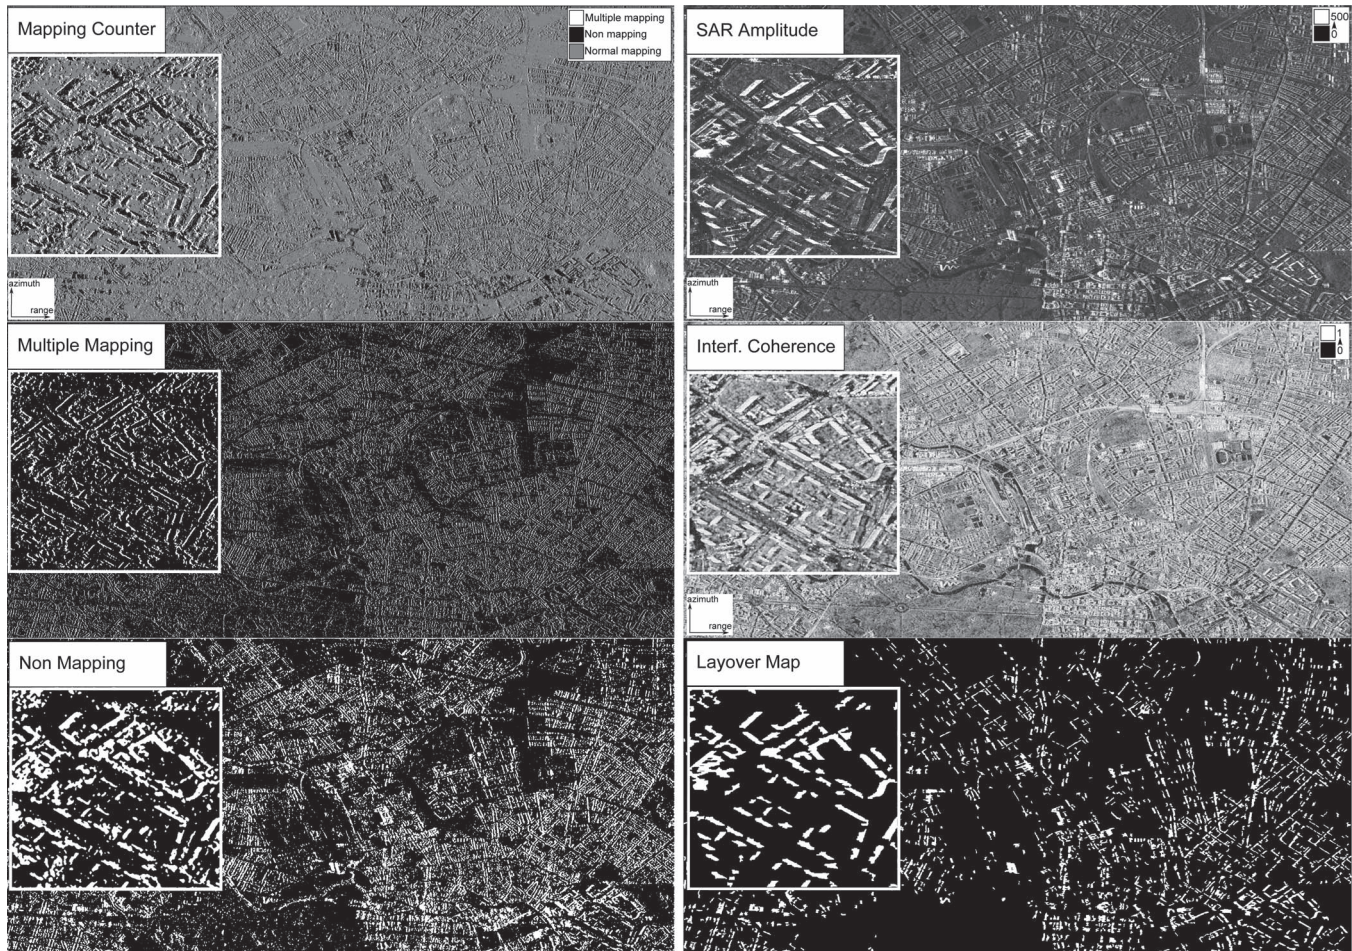 Mapping Counter
Multiple mapping
Non mapping
Normal mapping
azimuth
range
SAR Amplitude
500
0
azimuth
range
Multiple Mapping
Interf. Coherence
1
0
azimuth
range
Non Mapping
Layover Map